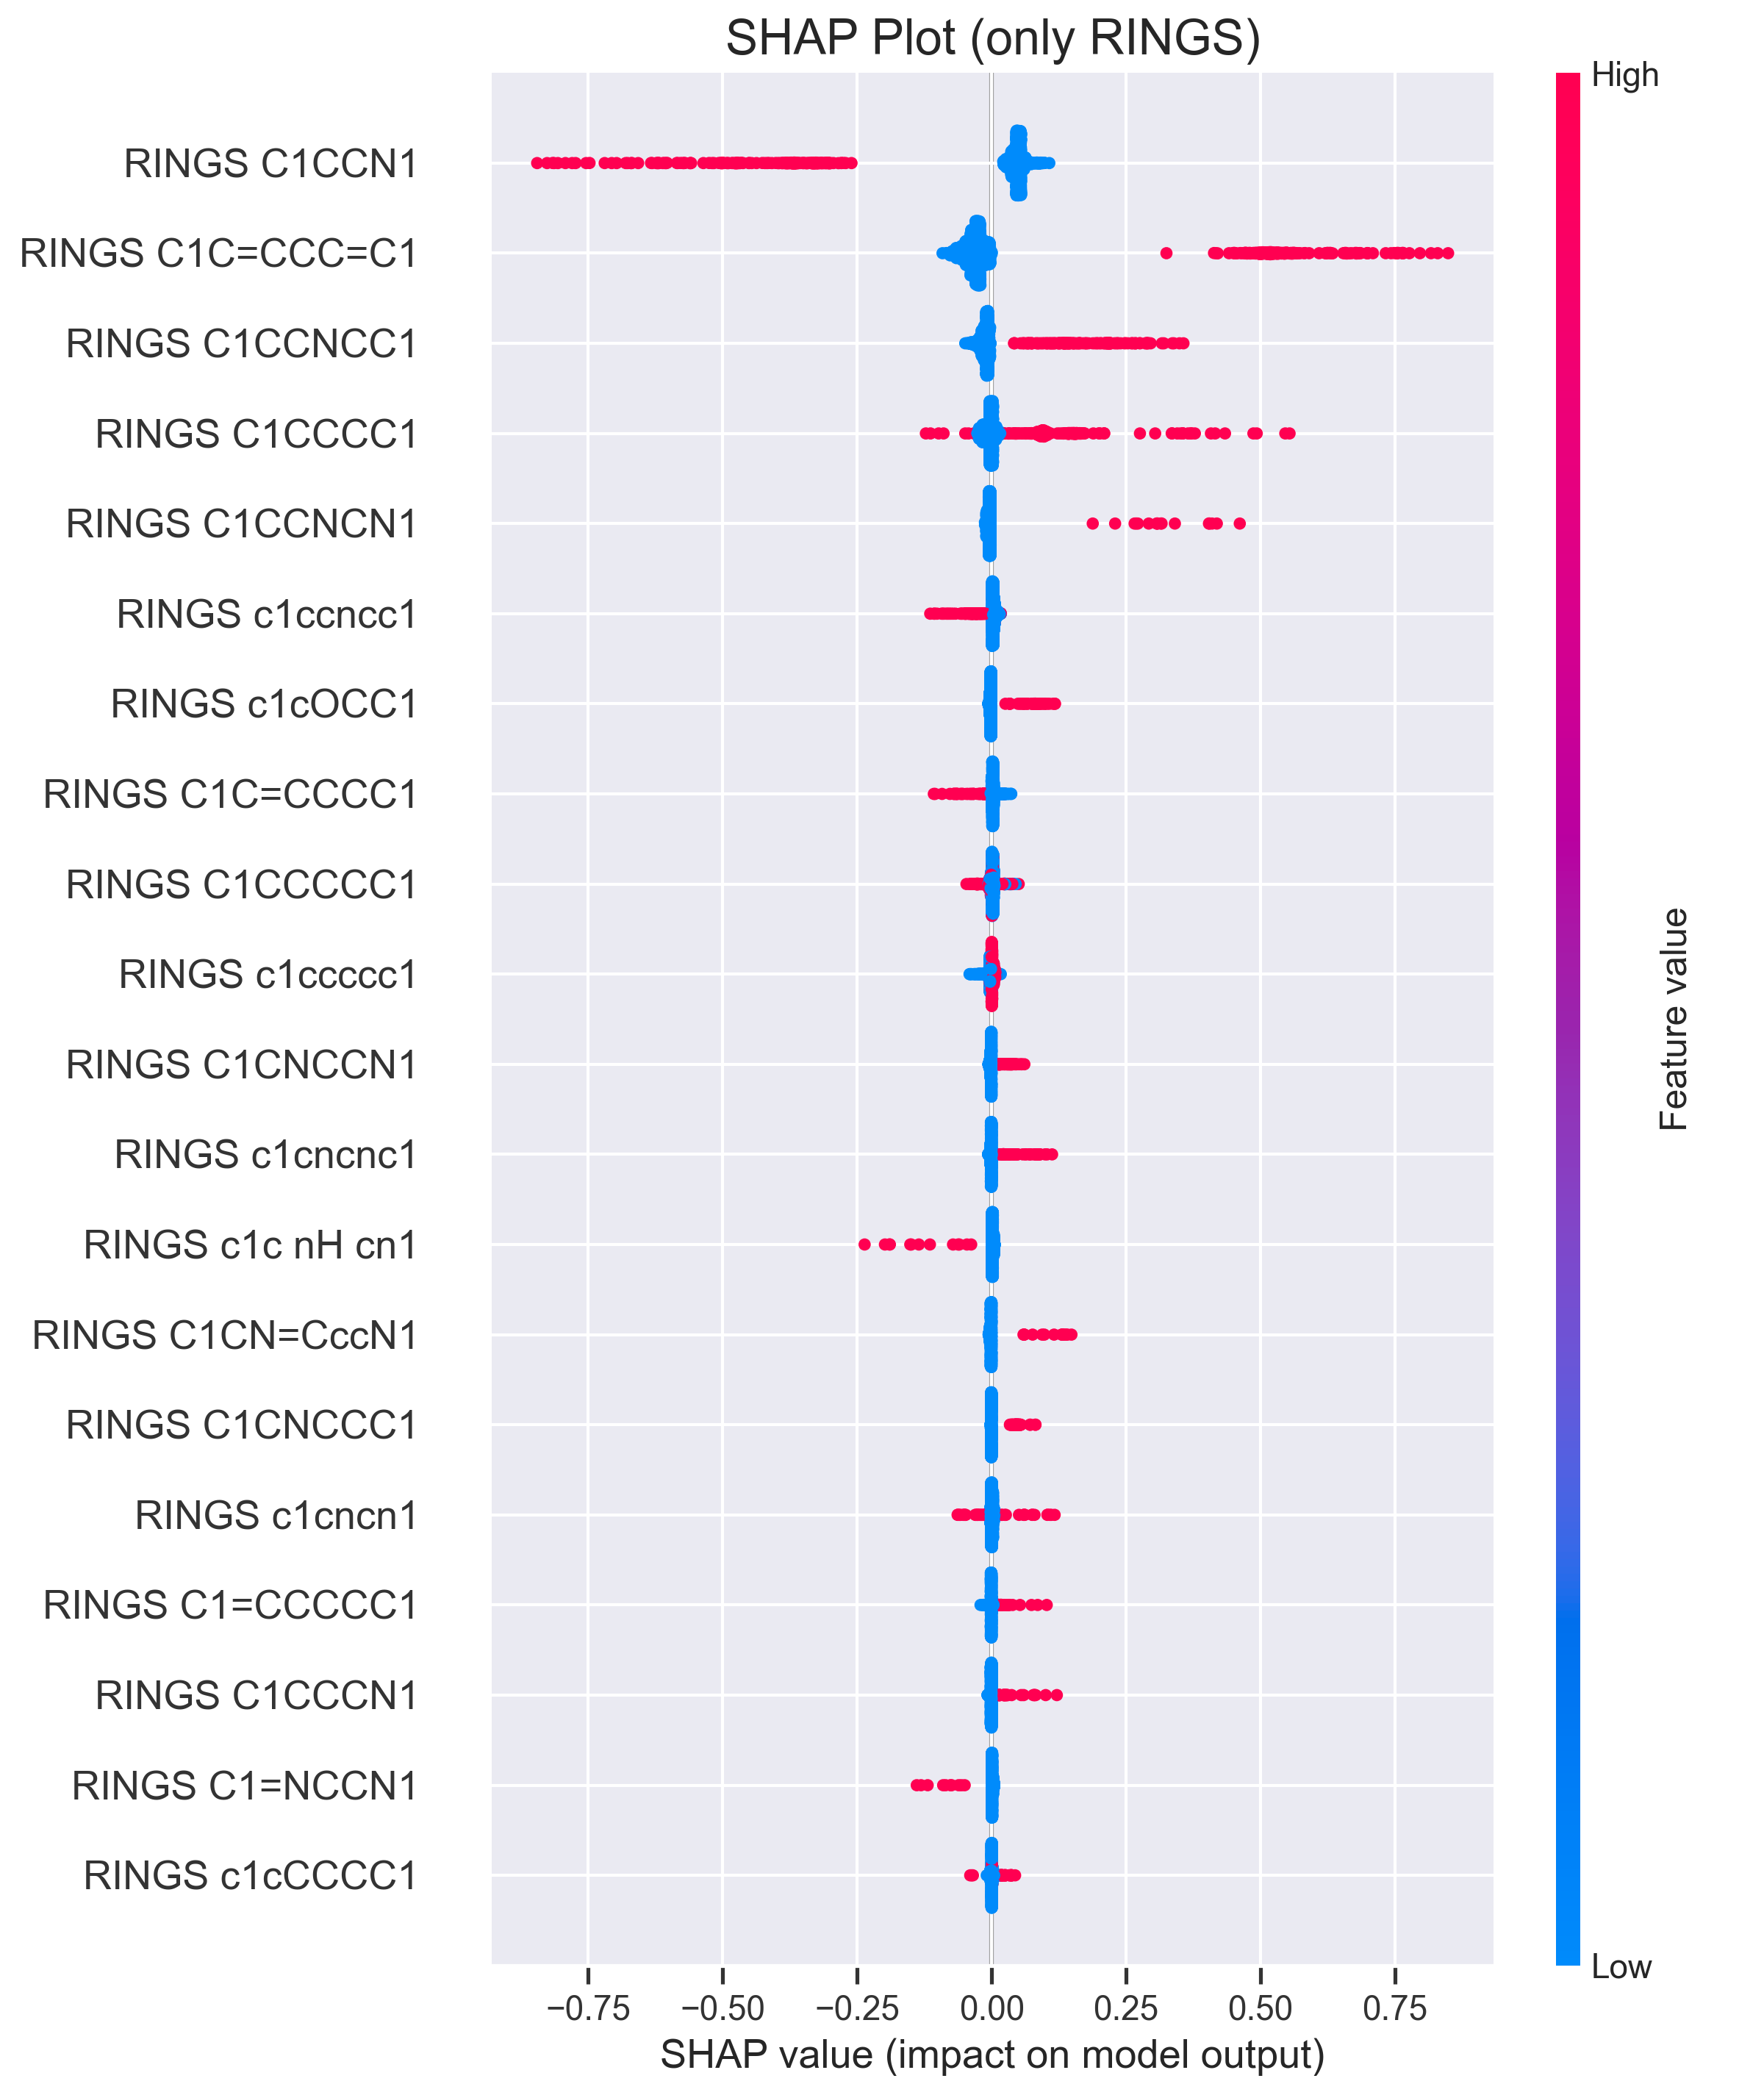 SHAP Plot (only RINGS)
High
RINGS C1CCN1
RINGS C1C=CCC=C1
RINGS C1CCNCC1
RINGS C1CCCC1
RINGS C1CCNCN1
RINGS c1ccncc1
RINGS c1cOCC1
RINGS C1C=CCCC1
RINGS C1CCCCC1
RINGS c1ccccc1
RINGS C1CNCCN1
RINGS c1cncnc1
RINGS c1c nH cn1
RINGS C1CN=CccN1
RINGS C1CNCCC1
RINGS c1cncn1
RINGS C1=CCCCC1
RINGS C1CCCN1
RINGS C1=NCCN1
RINGS c1cCCCC1
Feature value
Low
−0.75 −0.50 −0.25 0.00 0.25 0.50 0.75
SHAP value (impact on model output)